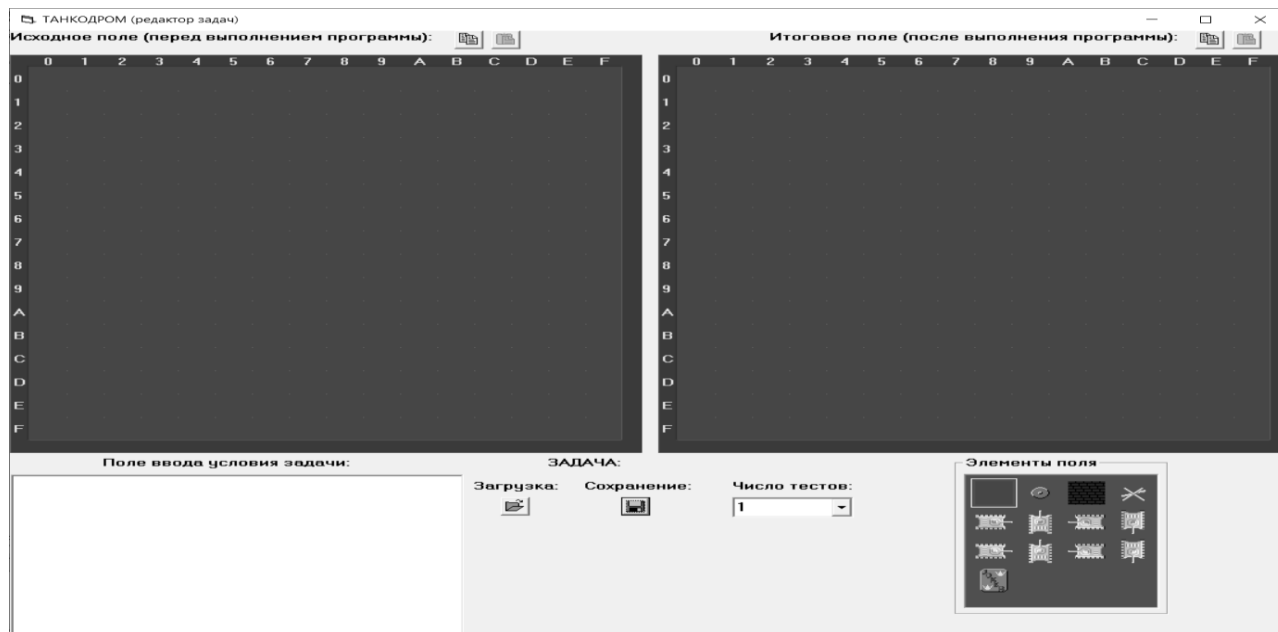 ТАНКОДРОМ (редактор задач)
Исходное поле (перед выполнением программы):
Итоговое поле (после выполнения программы):
0 1 2 3 4 5 6 7 8 9 A B C D E F
0
1
2
3
4
5
6
7
8
9
A
B
C
D
E
F
0 1 2 3 4 5 6 7 8 9 A B C D E F
0
1
2
3
4
5
6
7
8
9
A
B
C
D
E
F
Поле ввода условия задачи:
ЗАДАЧА:
Загрузка: Сохранение: Число тестов:
1
Элементы поля